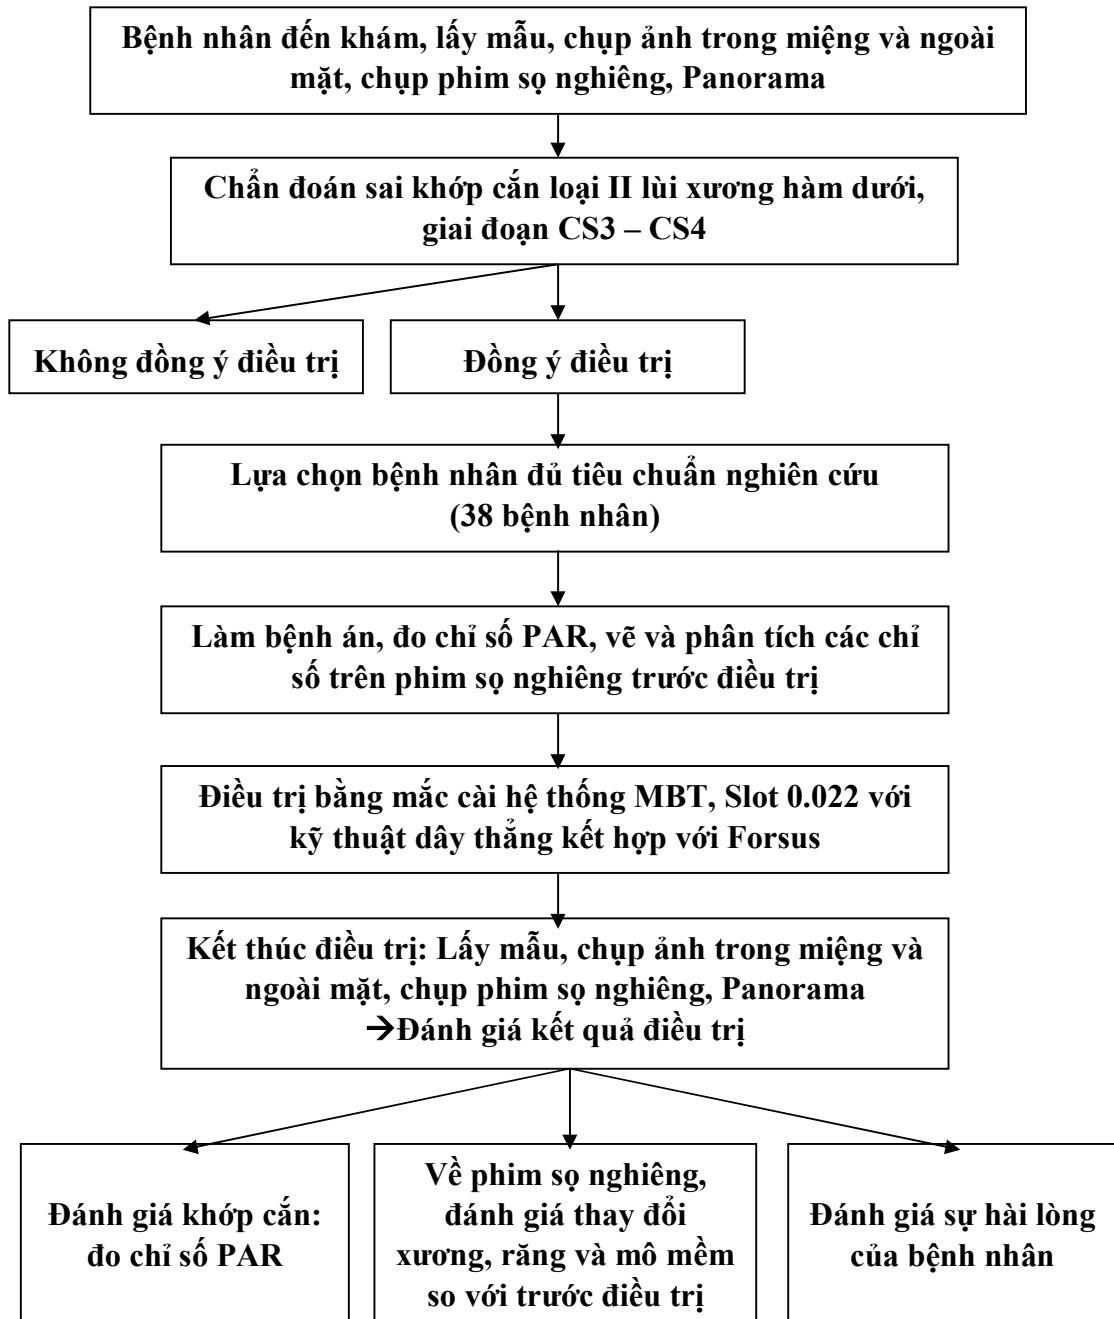 Bệnh nhân đến khám, lấy mẫu, chụp ảnh trong miệng và ngoài
mặt, chụp phim sọ nghiêng, Panorama
Chẩn đoán sai khớp cắn loại II lùi xương hàm dưới,
giai đoạn CS3 – CS4
Không đồng ý điều trị
Đồng ý điều trị
Lựa chọn bệnh nhân đủ tiêu chuẩn nghiên cứu
(38 bệnh nhân)
Làm bệnh án, đo chỉ số PAR, vẽ và phân tích các chỉ
số trên phim sọ nghiêng trước điều trị
Điều trị bằng mắc cài hệ thống MBT, Slot 0.022 với
kỹ thuật dây thẳng kết hợp với Forsus
Kết thúc điều trị: Lấy mẫu, chụp ảnh trong miệng và
ngoài mặt, chụp phim sọ nghiêng, Panorama
→Đánh giá kết quả điều trị
Đánh giá khớp cắn:
đo chỉ số PAR
Về phim sọ nghiêng,
đánh giá thay đổi
xương, răng và mô mềm
so với trước điều trị
Đánh giá sự hài lòng
của bệnh nhân